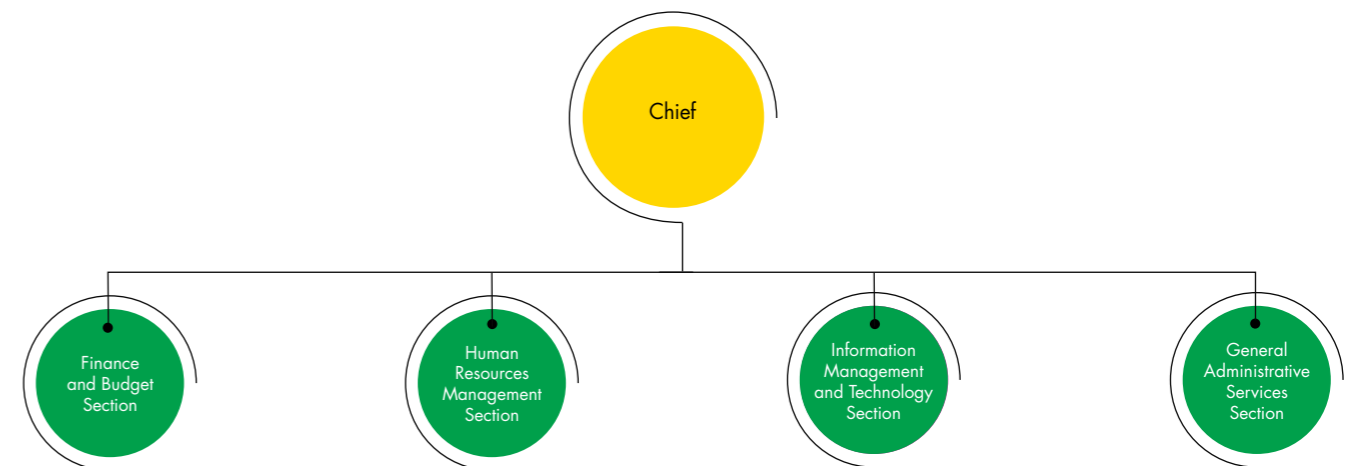 Chief
Finance
and Budget
Section
Human
Resources
Management
Section
Information
Management
and Technology
Section
General
Administrative
Services
Section